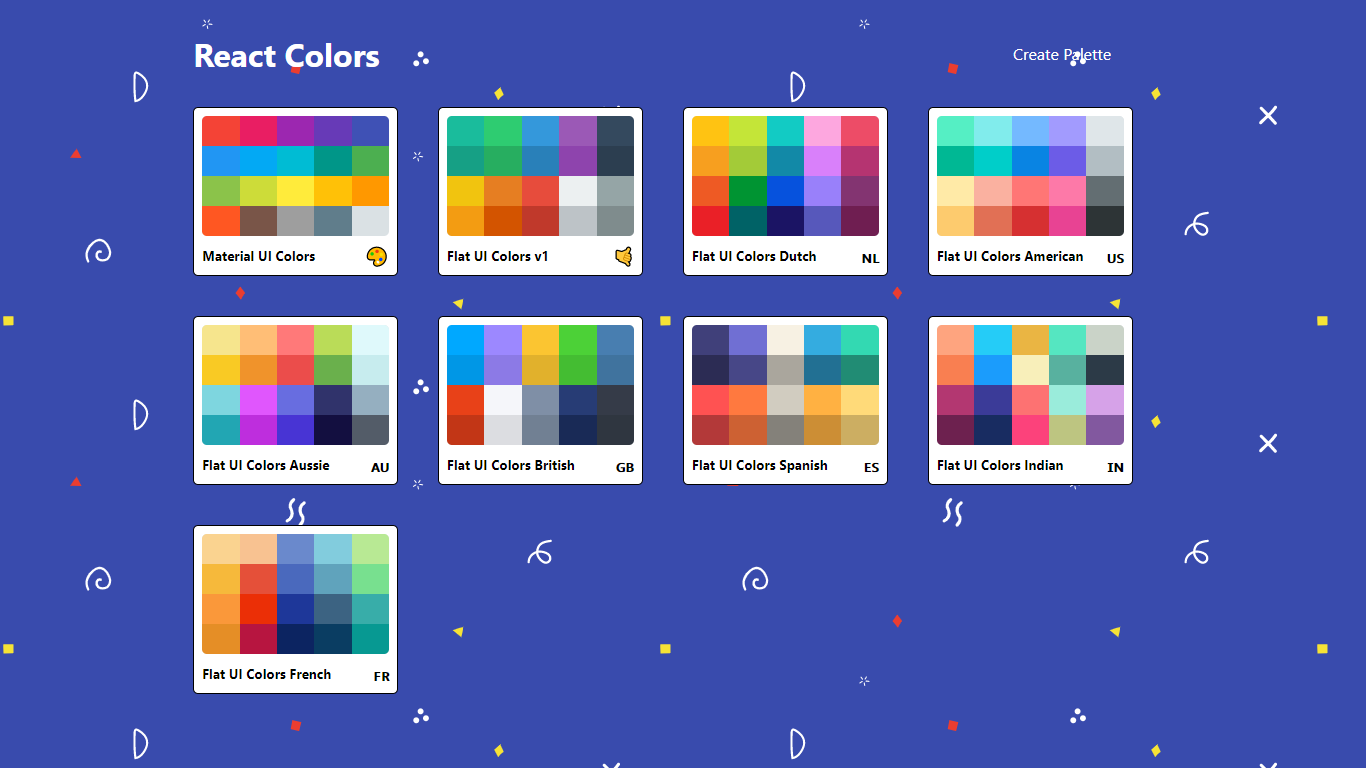 React Colors
Create Palette
Material UI Colors
Flat UI Colors v1
Flat UI Colors Dutch NL
Flat UI Colors American US
Flat UI Colors Aussie AU
Flat UI Colors British GB
Flat UI Colors Spanish ES
Flat UI Colors Indian IN
Flat UI Colors French FR